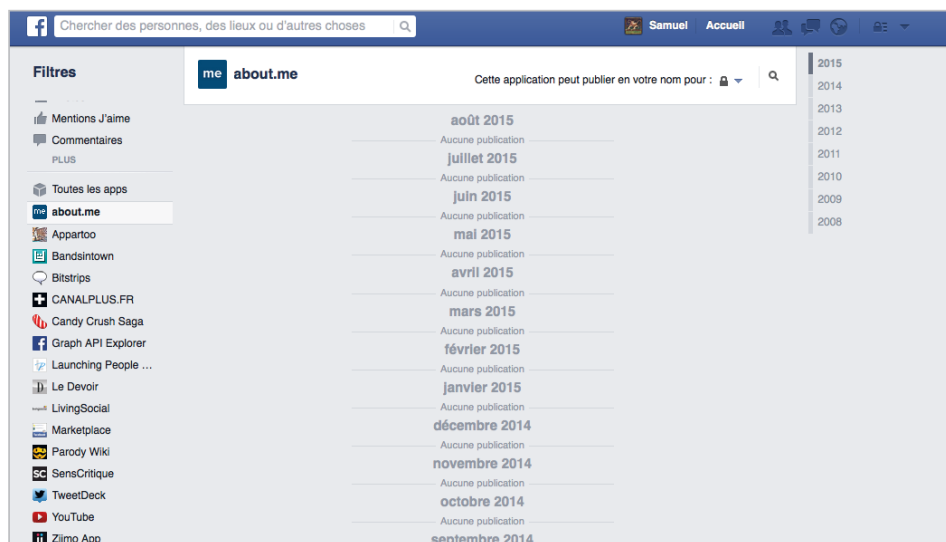 f
Chercher des personnes, des lieux ou d'autres choses
Samuel
Accueil
Filtres
Mentions J'aime
Commentaires
PLUS
Toutes les apps
me about.me
Appartoo
Bandsintown
Bitstrips
CANALPLUS.FR
Candy Crush Saga
Graph API Explorer
Launching People ...
Le Devoir
LivingSocial
Marketplace
Parody Wiki
SC SensCritique
TweetDeck
YouTube
Ziimo App
me about.me
Cette application peut publier en votre nom pour :
août 2015
Aucune publication
juillet 2015
Aucune publication
juin 2015
Aucune publication
mai 2015
Aucune publication
avril 2015
Aucune publication
mars 2015
Aucune publication
février 2015
Aucune publication
janvier 2015
Aucune publication
décembre 2014
Aucune publication
novembre 2014
Aucune publication
octobre 2014
Aucune publication
septembre 2014
2015
2014
2013
2012
2011
2010
2009
2008